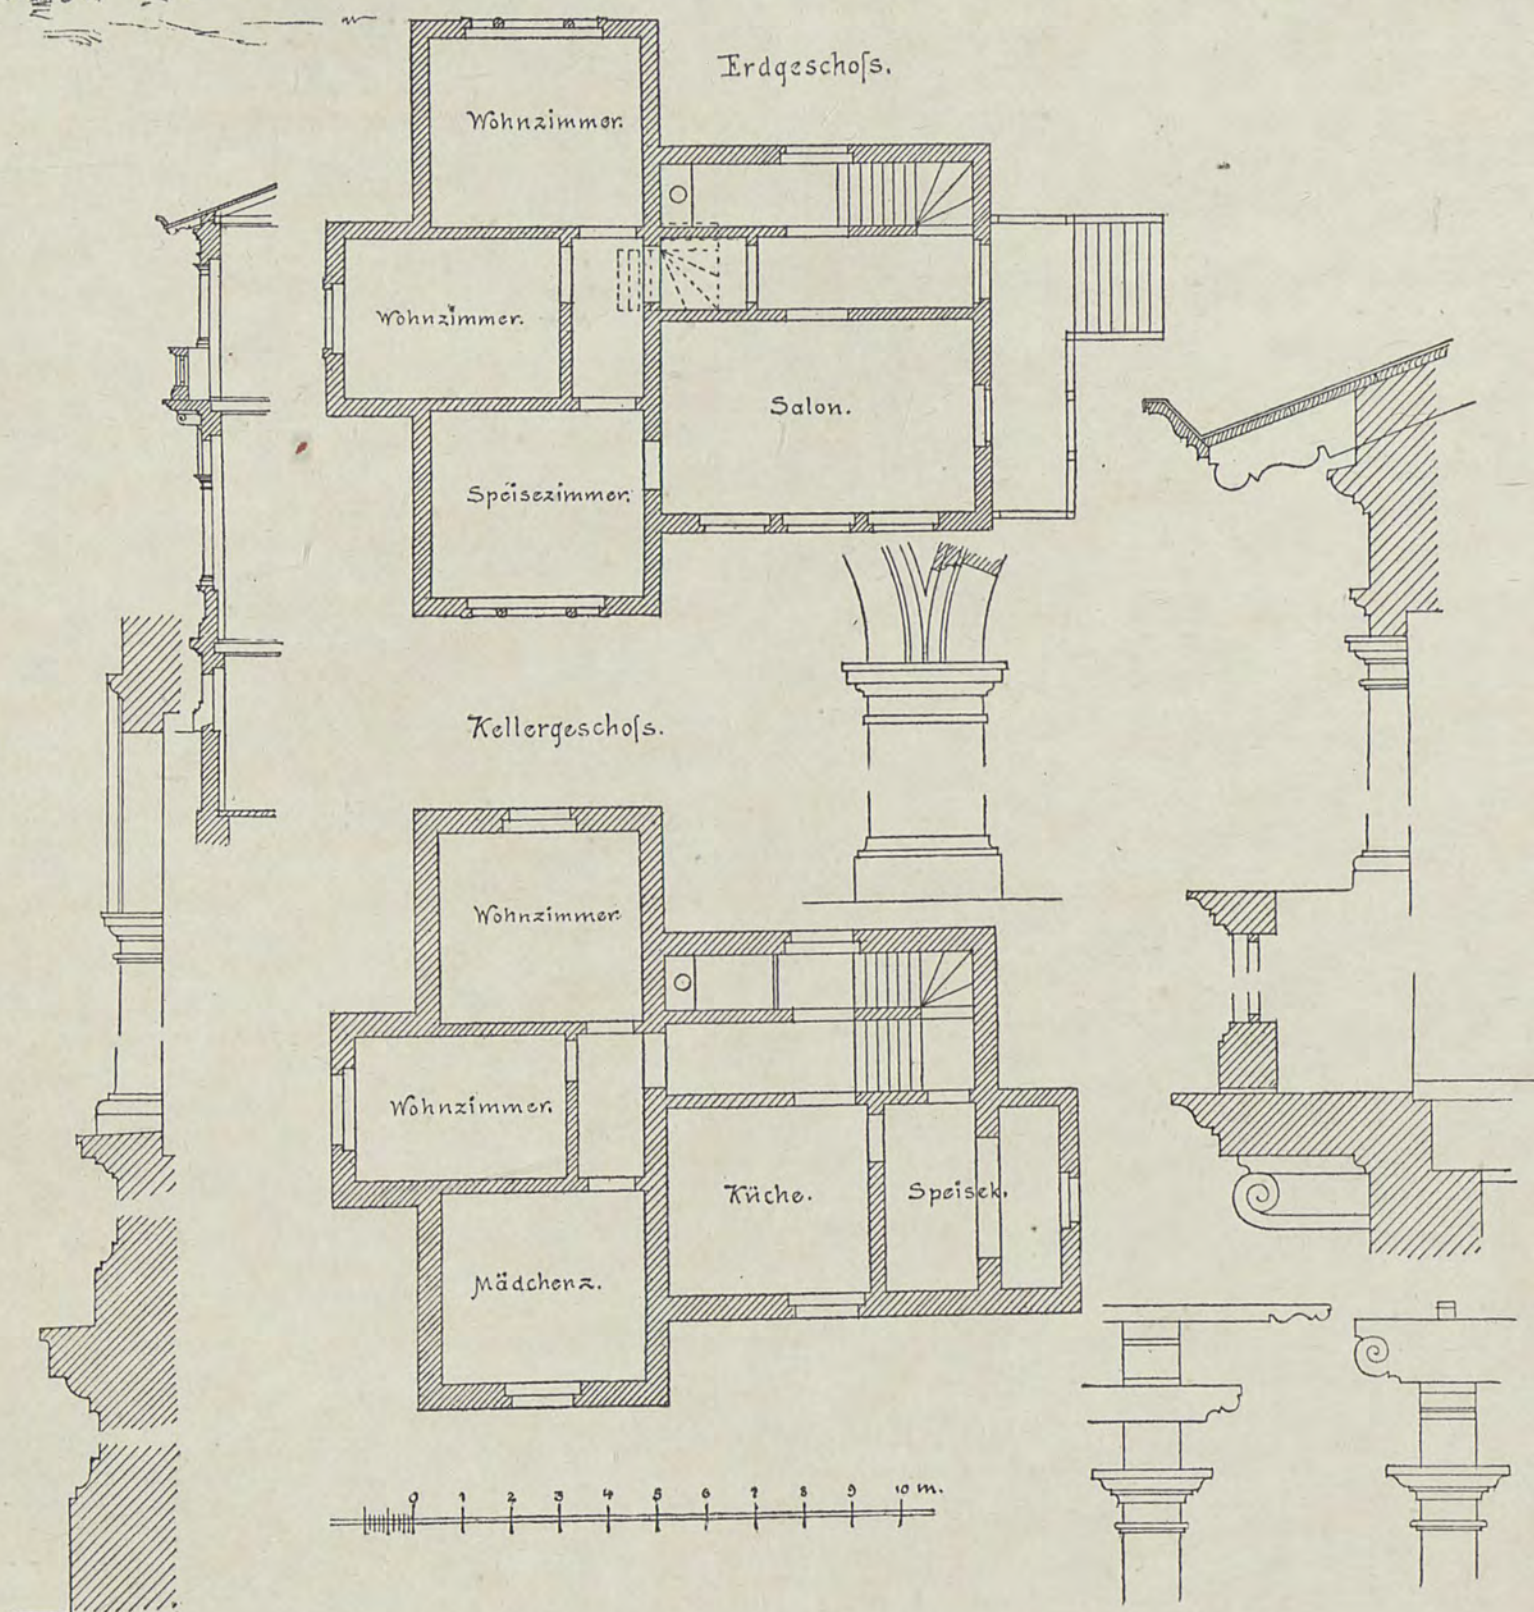 Erdgeschoſs.
Wohnzimmer.
Wohnzimmer.
Salon.
Speisezimmer.
Kellergeschoſs.
Wohnzimmer.
Wohnzimmer.
Küche.
Speisek.
Mädchenz.
0 1 2 3 4 5 6 7 8 9 10 m.